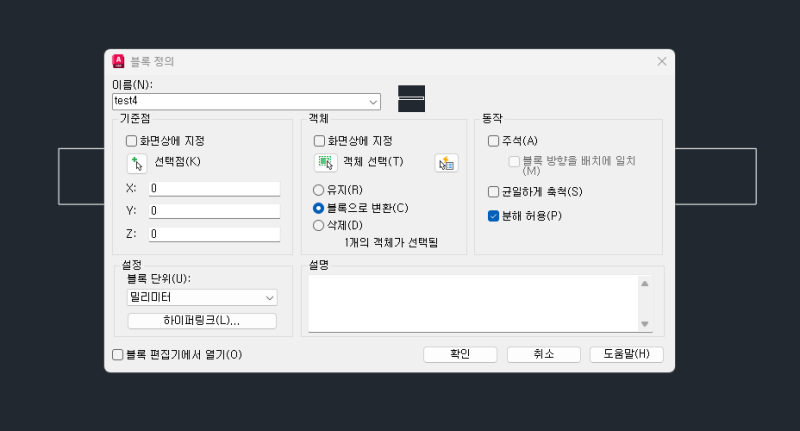 블록 정의
이름(N):
test4
기준점
화면상에 지정
선택점(K)
X: 0
Y: 0
Z: 0
객체
화면상에 지정
객체 선택(T)
유지(R)
블록으로 변환(C)
삭제(D)
1개의 객체가 선택됨
동작
주석(A)
블록 방향을 배치에 일치
(M)
균일하게 축척(S)
분해 허용(P)
설정
블록 단위(U):
밀리미터
하이퍼링크(L)...
설명
블록 편집기에서 열기(O)
확인
취소
도움말(H)